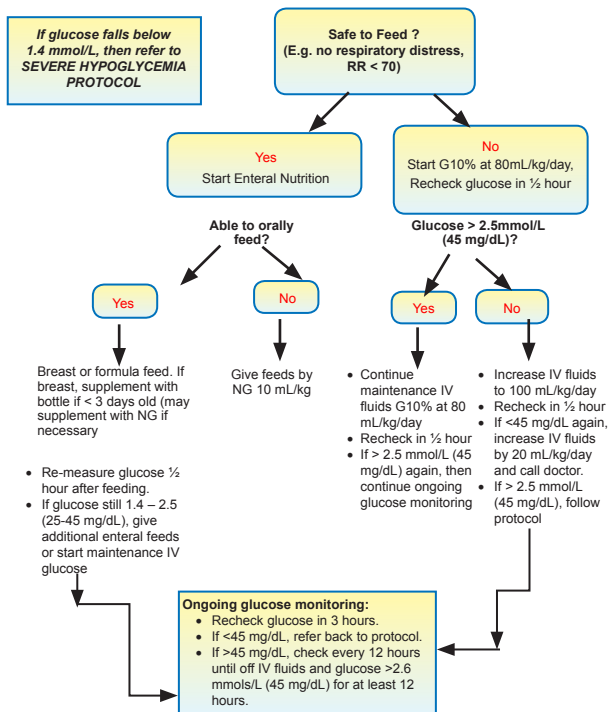 If glucose falls below
1.4 mmol/L, then refer to
SEVERE HYPOGLYCEMIA
PROTOCOL
Safe to Feed ?
(E.g. no respiratory distress,
RR < 70)
Yes
Start Enteral Nutrition
No
Start G10% at 80mL/kg/day,
Recheck glucose in ½ hour
Able to orally
feed?
Glucose > 2.5mmol/L
(45 mg/dL)?
Yes
No
Yes
No
Breast or formula feed. If
breast, supplement with
bottle if < 3 days old (may
supplement with NG if
necessary
• Re-measure glucose ½
hour after feeding.
• If glucose still 1.4 – 2.5
(25-45 mg/dL), give
additional enteral feeds
or start maintenance IV
glucose
Give feeds by
NG 10 mL/kg
• Continue
maintenance IV
fluids G10% at 80
mL/kg/day
• Recheck in ½ hour
• If > 2.5 mmol/L (45
mg/dL) again, then
continue ongoing
glucose monitoring
• Increase IV fluids
to 100 mL/kg/day
• Recheck in ½ hour
• If <45 mg/dL again,
increase IV fluids
by 20 mL/kg/day
and call doctor.
• If > 2.5 mmol/L
(45 mg/dL), follow
protocol
Ongoing glucose monitoring:
• Recheck glucose in 3 hours.
• If <45 mg/dL, refer back to protocol.
• If >45 mg/dL, check every 12 hours
until off IV fluids and glucose >2.6
mmols/L (45 mg/dL) for at least 12
hours.